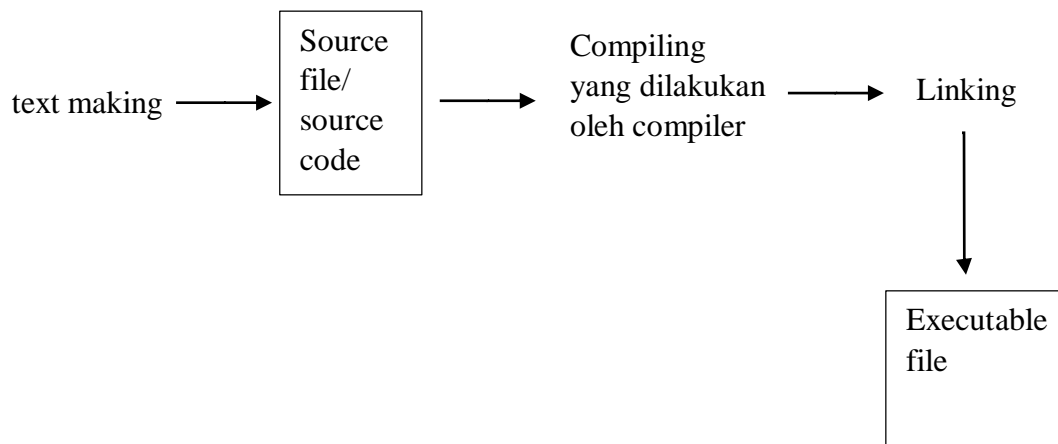 text making
Source
file/
source
code
Compiling
yang dilakukan
oleh compiler
Linking
Executable
file